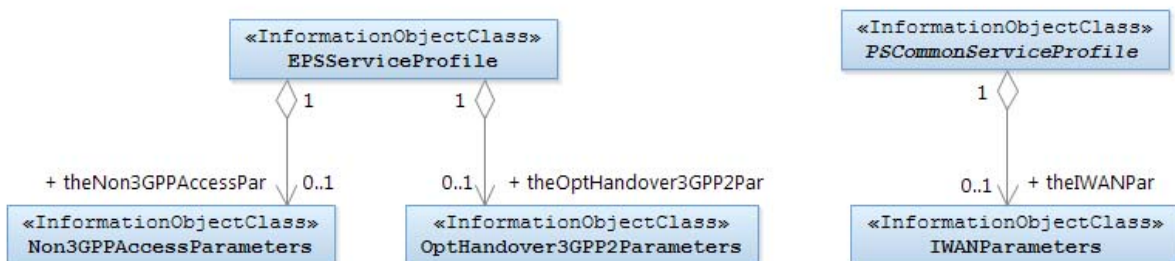 «InformationObjectClass»
EPSServiceProfile
«InformationObjectClass»
PSCommonServiceProfile
1
1
1
+ theNon3GPPAccessPar
0..1
0..1
+ theOptHandover3GPP2Par
0..1
+ theIWANPar
«InformationObjectClass»
Non3GPPAccessParameters
«InformationObjectClass»
OptHandover3GPP2Parameters
«InformationObjectClass»
IWANParameters